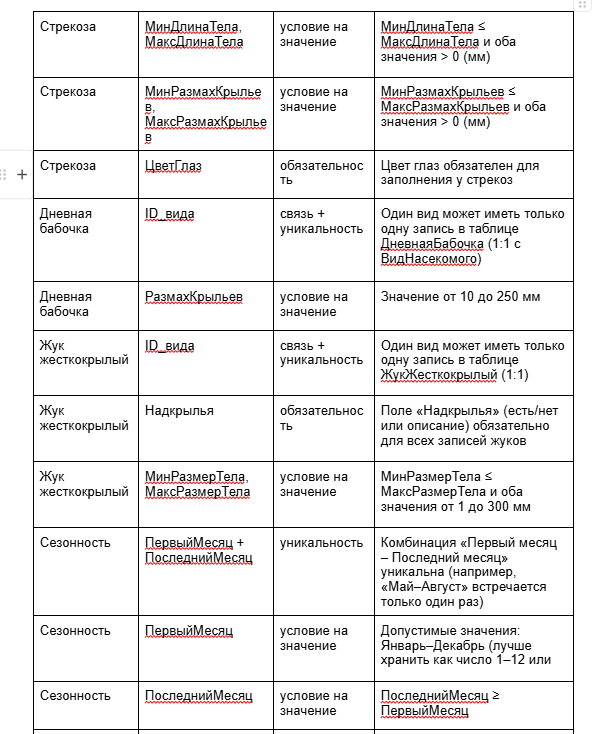 Стрекоза МинДлинаТела, условие на МинДлинаТела ≤
МаксДлинаТела значение МаксДлинаТела и оба
значения > 0 (мм)
Стрекоза МинРазмахКрылье условие на МинРазмахКрыльев ≤
в, значение МаксРазмахКрыльев и оба
МаксРазмахКрылье значения > 0 (мм)
в
Стрекоза ЦветГлаз обязательнос Цвет глаз обязателен для
ть заполнения у стрекоз
Дневная ID_вида связь + Один вид может иметь только
бабочка уникальность одну запись в таблице
ДневнаяБабочка (1:1 с
ВидНасекомого)
Дневная РазмахКрыльев условие на Значение от 10 до 250 мм
бабочка значение
Жук ID_вида связь + Один вид может иметь только
жесткокрылый уникальность одну запись в таблице
ЖукЖесткокрылый (1:1)
Жук Надкрылья обязательнос Поле «Надкрылья» (есть/нет
жесткокрылый ть или описание) обязательно
для всех записей жуков
Жук МинРазмерТела, условие на МинРазмерТела ≤
жесткокрылый МаксРазмерТела значение МаксРазмерТела и оба
значения от 1 до 300 мм
Сезонность ПервыйМесяц + уникальность Комбинация «Первый месяц
ПоследнийМесяц – Последний месяц»
уникальна (например,
«Май–Август» встречается
только один раз)
Сезонность ПервыйМесяц условие на Допустимые значения:
значение Январь–Декабрь (лучше
хранить как число 1–12 или
Сезонность ПоследнийМесяц условие на ПоследнийМесяц ≥
значение ПервыйМесяц